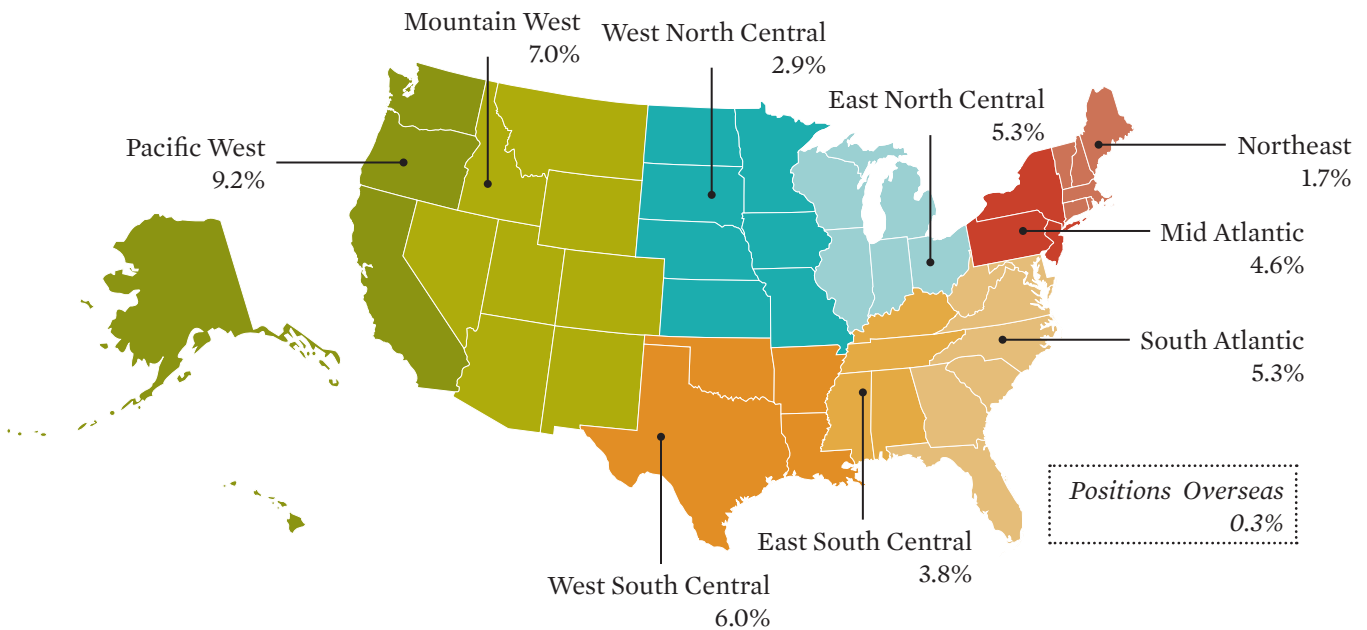 Mountain West
7.0%
West North Central
2.9%
East North Central
5.3%
Pacific West
9.2%
Northeast
1.7%
Mid Atlantic
4.6%
South Atlantic
5.3%
Positions Overseas
0.3%
East South Central
3.8%
West South Central
6.0%